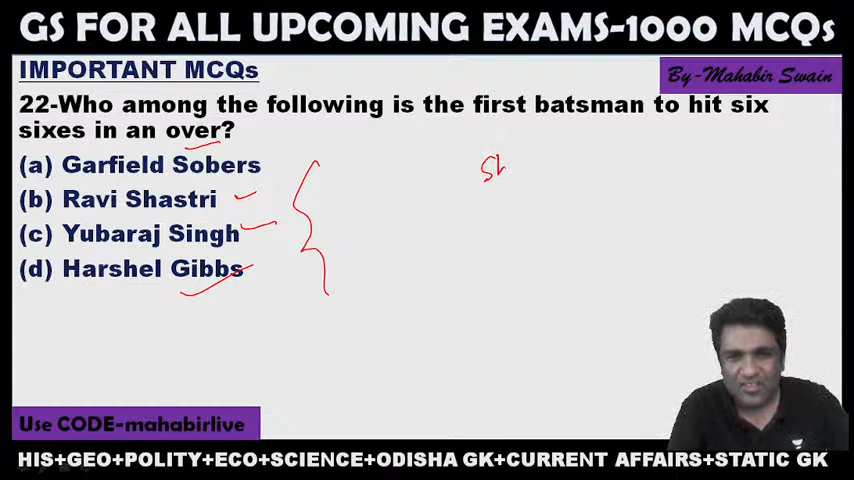 GS FOR ALL UPCOMING EXAMS-1000 MCQs
IMPORTANT MCQs
By-Mahabir Swain
22-Who among the following is the first batsman to hit six
sixes in an over?
(a) Garfield Sobers
(b) Ravi Shastri
(c) Yubaraj Singh
(d) Harshel Gibbs
Use CODE-mahabirlive
HIS+GEO+POLITY+ECO+SCIENCE+ODISHA GK+CURRENT AFFAIRS+STATIC GK